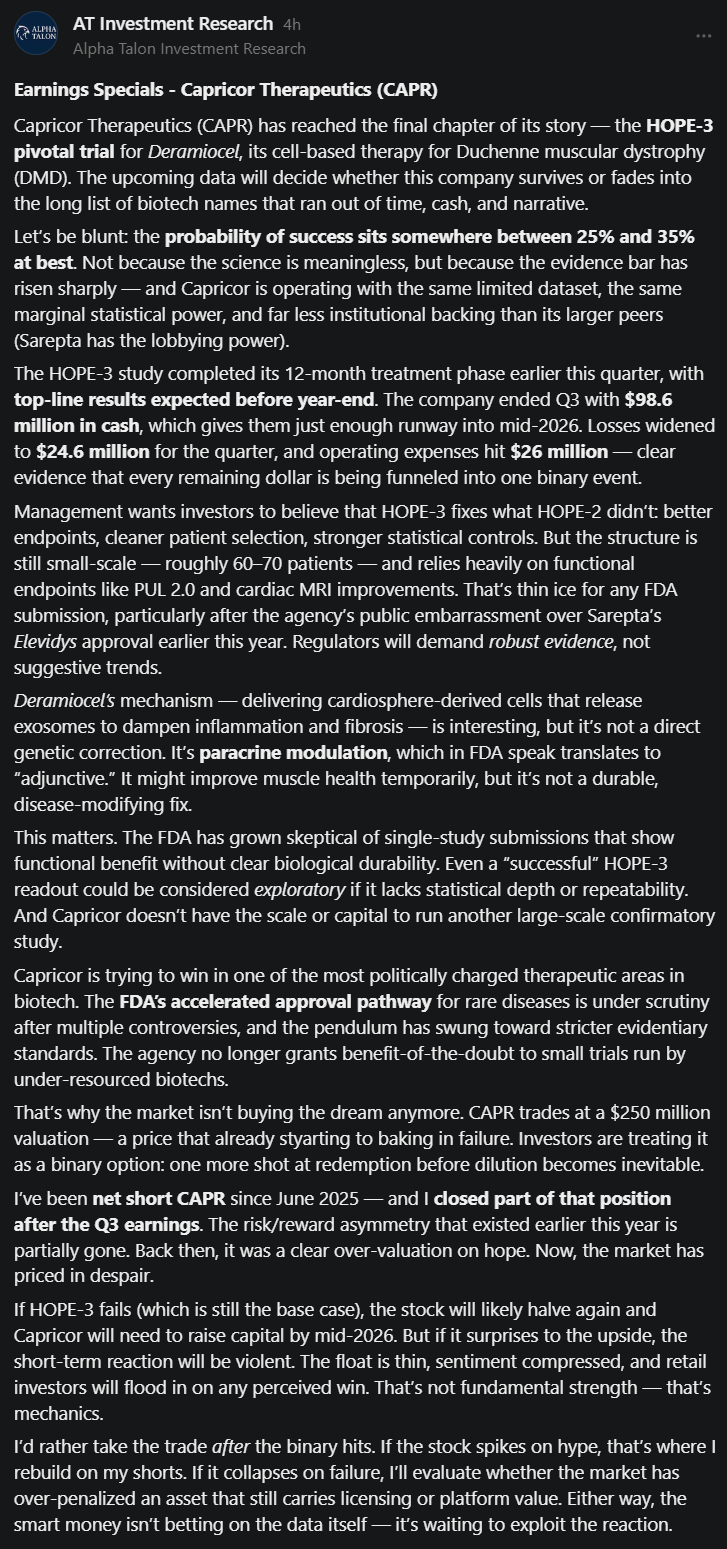 ALPHA
TALON
AT Investment Research 4h
Alpha Talon Investment Research
Earnings Specials - Capricor Therapeutics (CAPR)
Capricor Therapeutics (CAPR) has reached the final chapter of its story — the HOPE-3
pivotal trial for Deramiocel, its cell-based therapy for Duchenne muscular dystrophy
(DMD). The upcoming data will decide whether this company survives or fades into
the long list of biotech names that ran out of time, cash, and narrative.
Let's be blunt: the probability of success sits somewhere between 25% and 35%
at best. Not because the science is meaningless, but because the evidence bar has
risen sharply — and Capricor is operating with the same limited dataset, the same
marginal statistical power, and far less institutional backing than its larger peers
(Sarepta has the lobbying power).
The HOPE-3 study completed its 12-month treatment phase earlier this quarter, with
top-line results expected before year-end. The company ended Q3 with $98.6
million in cash, which gives them just enough runway into mid-2026. Losses widened
to $24.6 million for the quarter, and operating expenses hit $26 million — clear
evidence that every remaining dollar is being funneled into one binary event.
Management wants investors to believe that HOPE-3 fixes what HOPE-2 didn't: better
endpoints, cleaner patient selection, stronger statistical controls. But the structure is
still small-scale — roughly 60–70 patients — and relies heavily on functional
endpoints like PUL 2.0 and cardiac MRI improvements. That's thin ice for any FDA
submission, particularly after the agency's public embarrassment over Sarepta's
Elevidys approval earlier this year. Regulators will demand robust evidence, not
suggestive trends.
Deramiocel's mechanism — delivering cardiosphere-derived cells that release
exosomes to dampen inflammation and fibrosis — is interesting, but it's not a direct
genetic correction. It's paracrine modulation, which in FDA speak translates to
"adjunctive." It might improve muscle health temporarily, but it's not a durable,
disease-modifying fix.
This matters. The FDA has grown skeptical of single-study submissions that show
functional benefit without clear biological durability. Even a "successful" HOPE-3
readout could be considered exploratory if it lacks statistical depth or repeatability.
And Capricor doesn't have the scale or capital to run another large-scale confirmatory
study.
Capricor is trying to win in one of the most politically charged therapeutic areas in
biotech. The FDA's accelerated approval pathway for rare diseases is under scrutiny
after multiple controversies, and the pendulum has swung toward stricter evidentiary
standards. The agency no longer grants benefit-of-the-doubt to small trials run by
under-resourced biotechs.
That's why the market isn't buying the dream anymore. CAPR trades at a $250 million
valuation — a price that already styarting to baking in failure. Investors are treating it
as a binary option: one more shot at redemption before dilution becomes inevitable.
I've been net short CAPR since June 2025 — and I closed part of that position
after the Q3 earnings. The risk/reward asymmetry that existed earlier this year is
partially gone. Back then, it was a clear over-valuation on hope. Now, the market has
priced in despair.
If HOPE-3 fails (which is still the base case), the stock will likely halve again and
Capricor will need to raise capital by mid-2026. But if it surprises to the upside, the
short-term reaction will be violent. The float is thin, sentiment compressed, and retail
investors will flood in on any perceived win. That's not fundamental strength — that's
mechanics.
I'd rather take the trade after the binary hits. If the stock spikes on hype, that's where I
rebuild on my shorts. If it collapses on failure, I'll evaluate whether the market has
over-penalized an asset that still carries licensing or platform value. Either way, the
smart money isn't betting on the data itself — it's waiting to exploit the reaction.